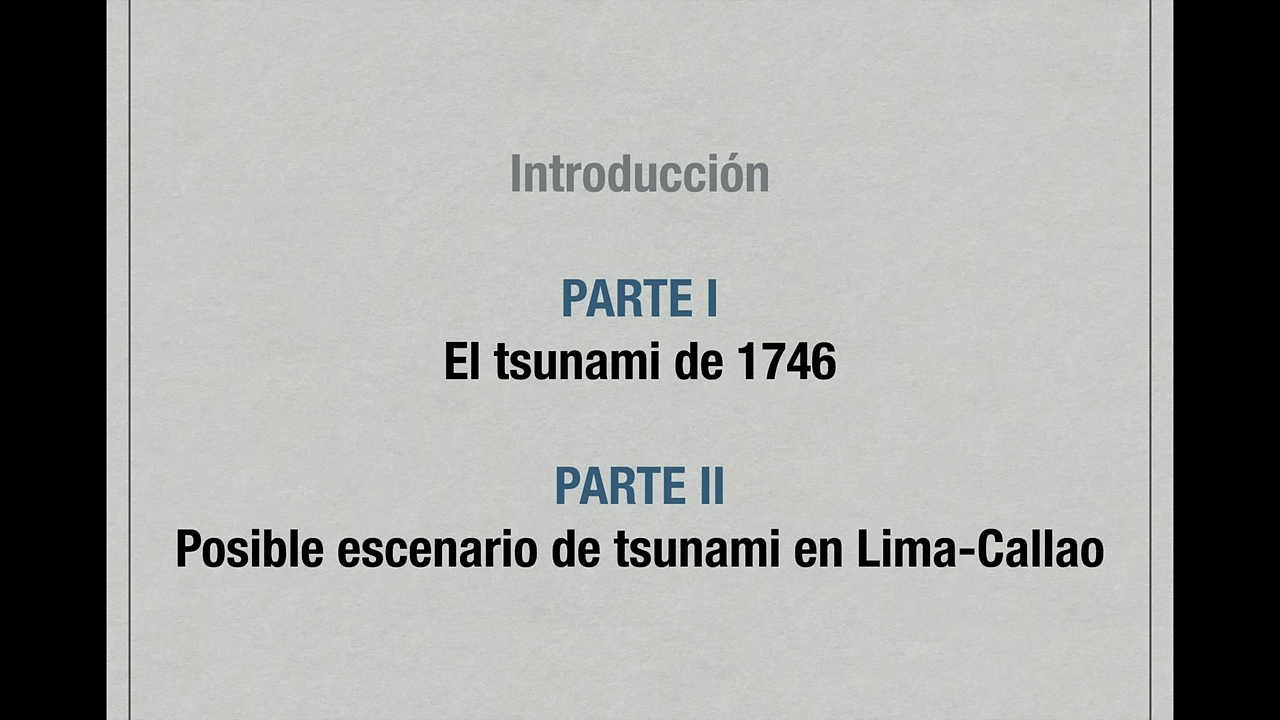 Introducción
PARTE I
El tsunami de 1746
PARTE II
Posible escenario de tsunami en Lima-Callao